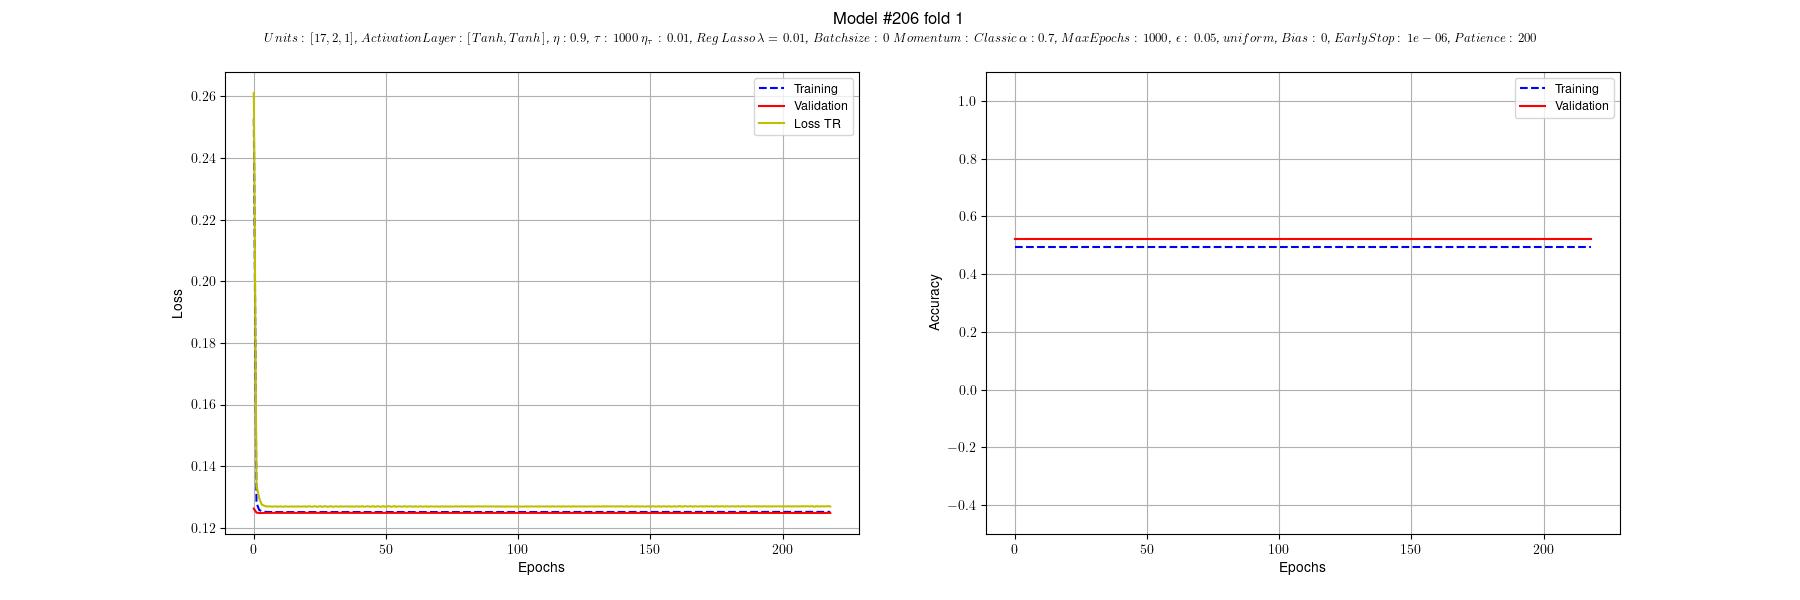 Model #206 fold 1
Units : [17, 2, 1], ActivationLayer : [Tanh, Tanh], η : 0.9, τ : 1000 η_τ : 0.01, Reg Lasso λ = 0.01, Batchsize : 0 Momentum : Classic α : 0.7, MaxEpochs : 1000, ϵ : 0.05, uniform, Bias : 0, EarlyStop : 1e − 06, Patience : 200
0.26
0.24
0.22
0.20
0.18
0.16
0.14
0.12
Loss
0 50 100 150 200
Epochs
Training
Validation
Loss TR
1.0
0.8
0.6
0.4
0.2
0.0
−0.2
−0.4
Accuracy
0 50 100 150 200
Epochs
Training
Validation